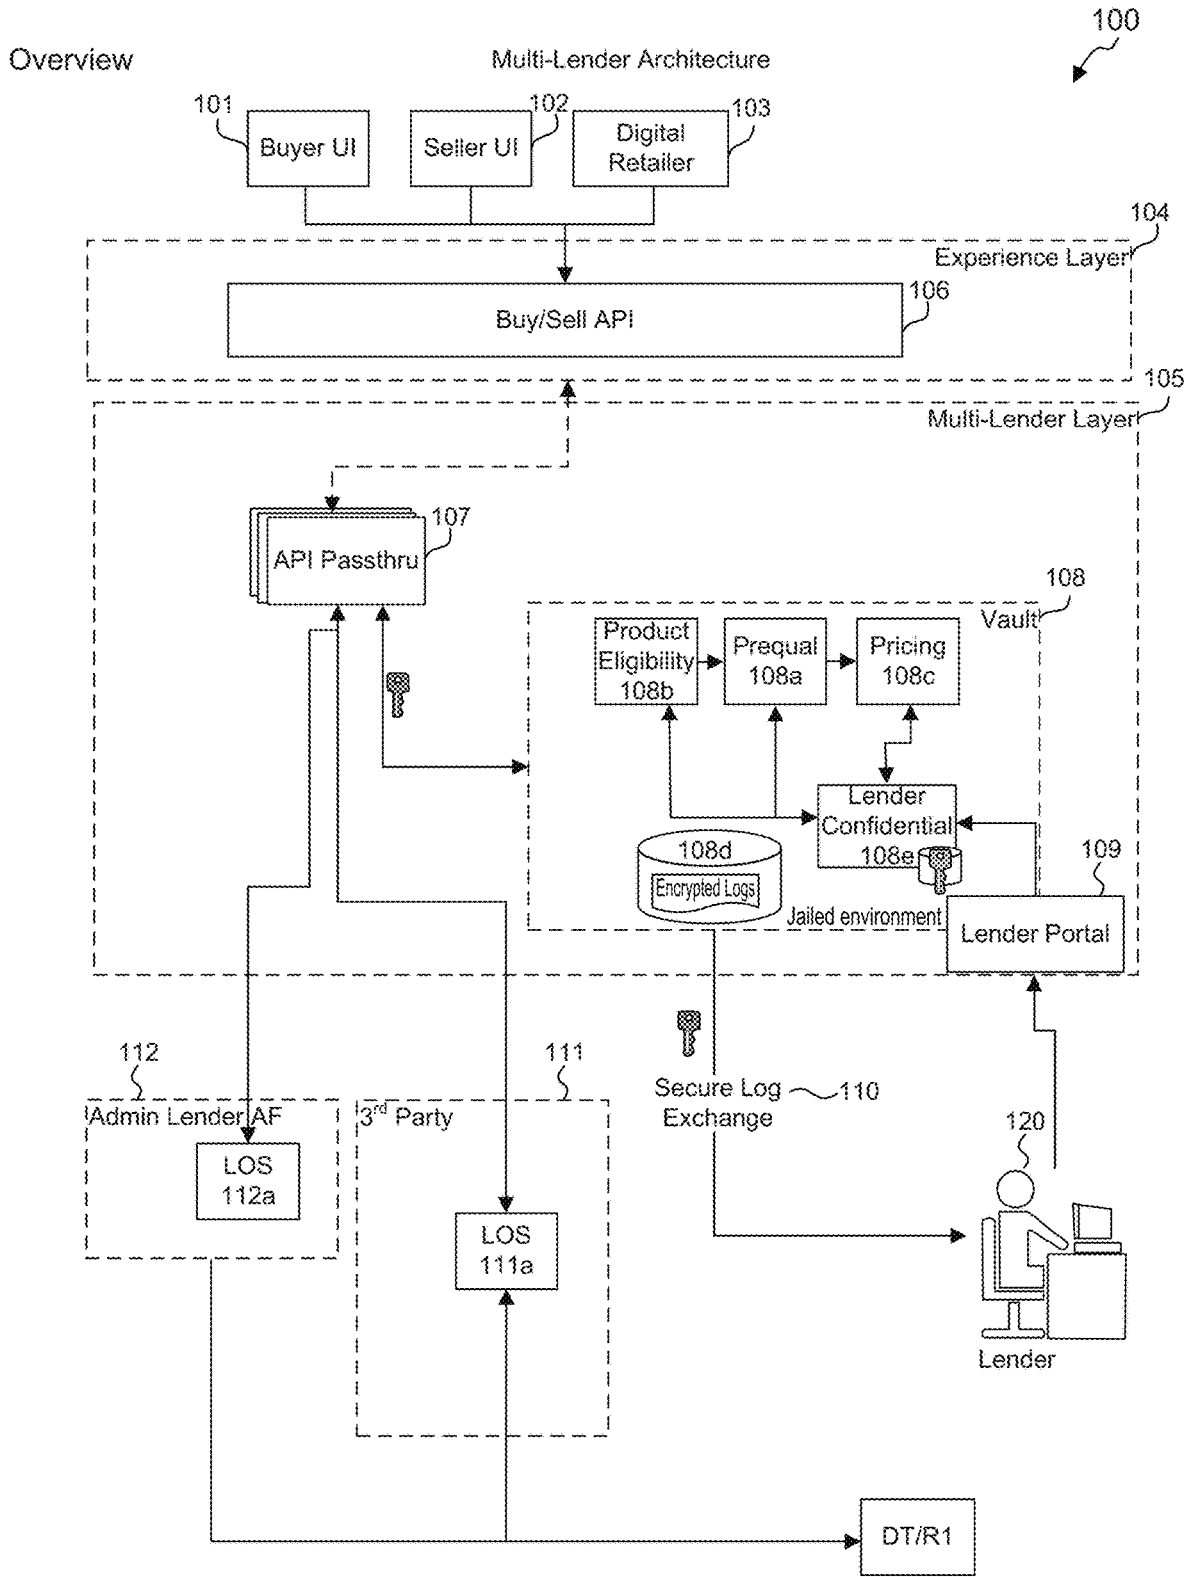 100
Overview
Multi-Lender Architecture
101
102
103
Buyer UI
Seller UI
Digital
Retailer
104
Experience Layer
106
Buy/Sell API
105
Multi-Lender Layer
107
API Passthru
108
Vault
Product
Eligibility
108b
Prequal
108a
Pricing
108c
Lender
Confidential
108e
108d
Encrypted Logs
109
Jailed environment
Lender Portal
112
111
Admin Lender AF
3rd Party
Secure Log
Exchange
110
120
LOS
112a
LOS
111a
Lender
DT/R1